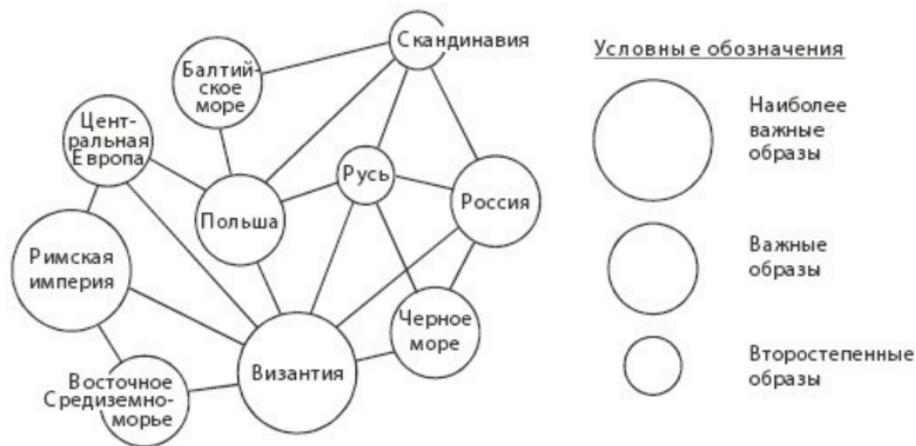 Скандинавия
Балтий-
ское
море
Цент-
ральная
Европа
Русь
Польша
Россия
Римская
империя
Черное
море
Византия
Восточное
Средиземно-
морье
Условные обозначения
Наиболее
важные
образы
Важные
образы
Второстепенные
образы